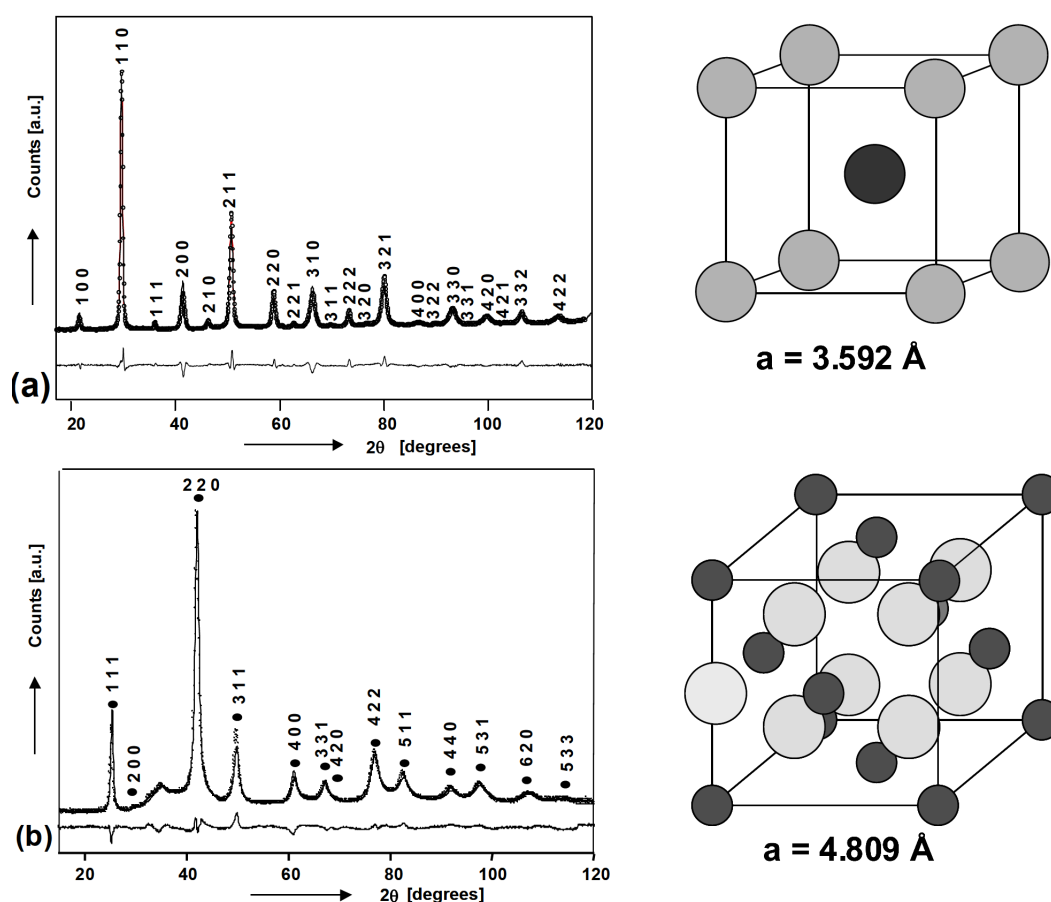 Counts [a.u.]
1 0 0
1 1 0
1 1 1
2 0 0
2 1 0
2 1 1
2 2 0
2 2 1
3 1 0
3 1 1
2 2 2
3 2 0
3 2 1
4 0 0
3 2 2
3 3 0
3 3 1
4 2 0
4 2 1
3 3 2
4 2 2
(a)
20 40 60 80 100 120
2θ [degrees]
a = 3.592 Å
Counts [a.u.]
1 1 1
2 0 0
2 2 0
3 1 1
4 0 0
3 3 1
4 2 0
4 2 2
5 1 1
4 4 0
5 3 1
6 2 0
5 3 3
(b)
20 40 60 80 100 120
2θ [degrees]
a = 4.809 Å